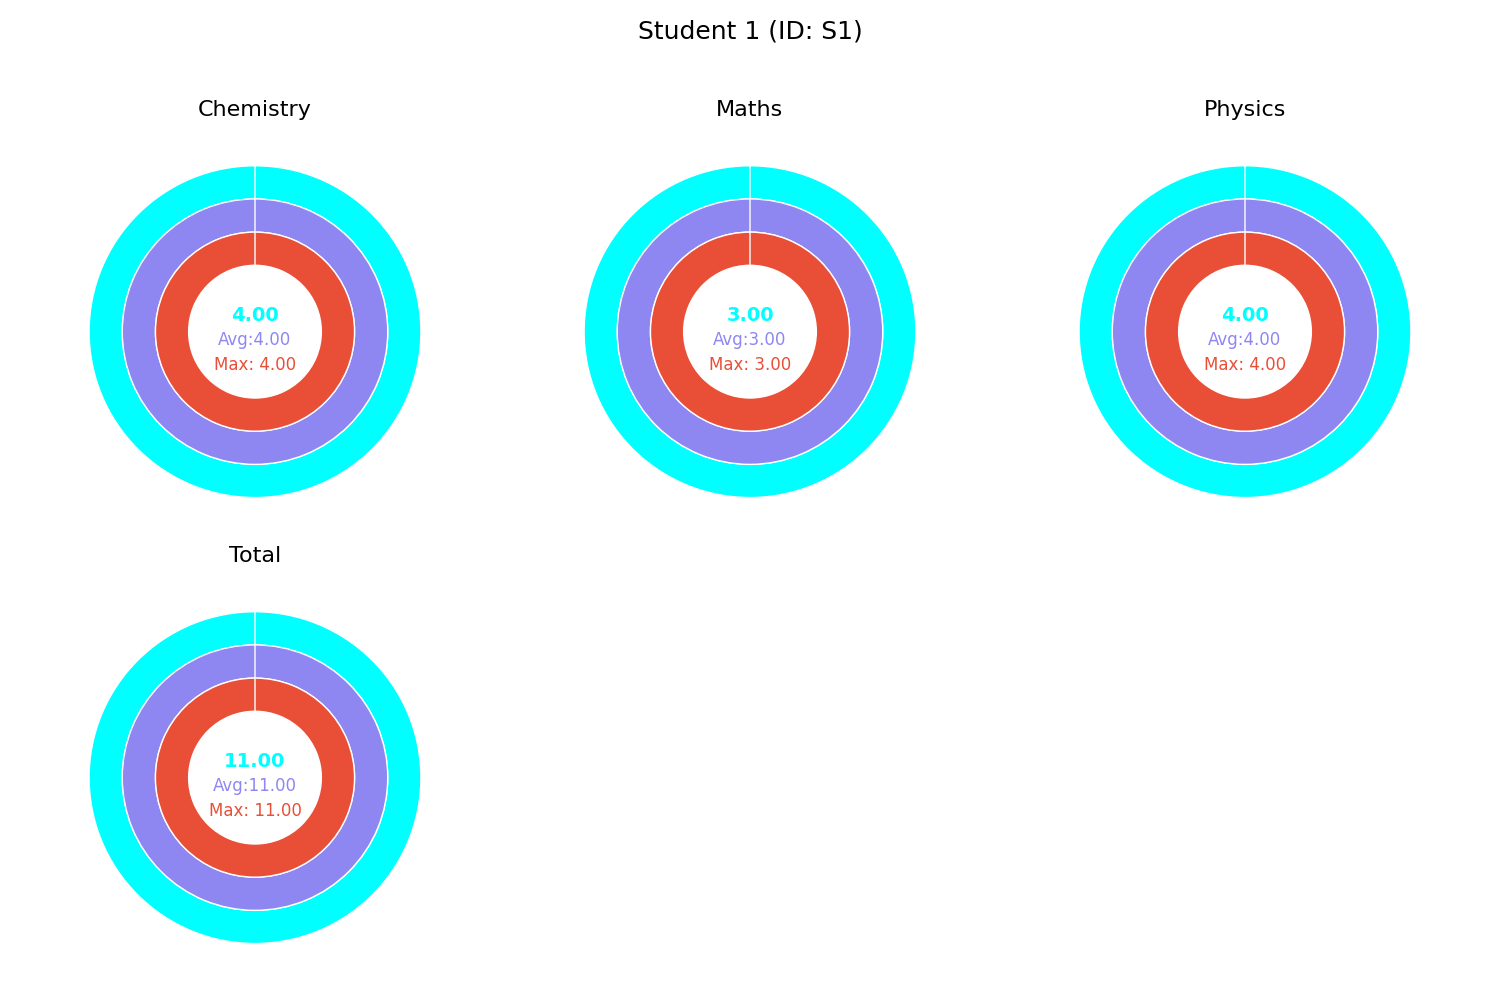 Student 1 (ID: S1)
Chemistry
4.00
Avg:4.00
Max: 4.00
Maths
3.00
Avg:3.00
Max: 3.00
Physics
4.00
Avg:4.00
Max: 4.00
Total
11.00
Avg:11.00
Max: 11.00